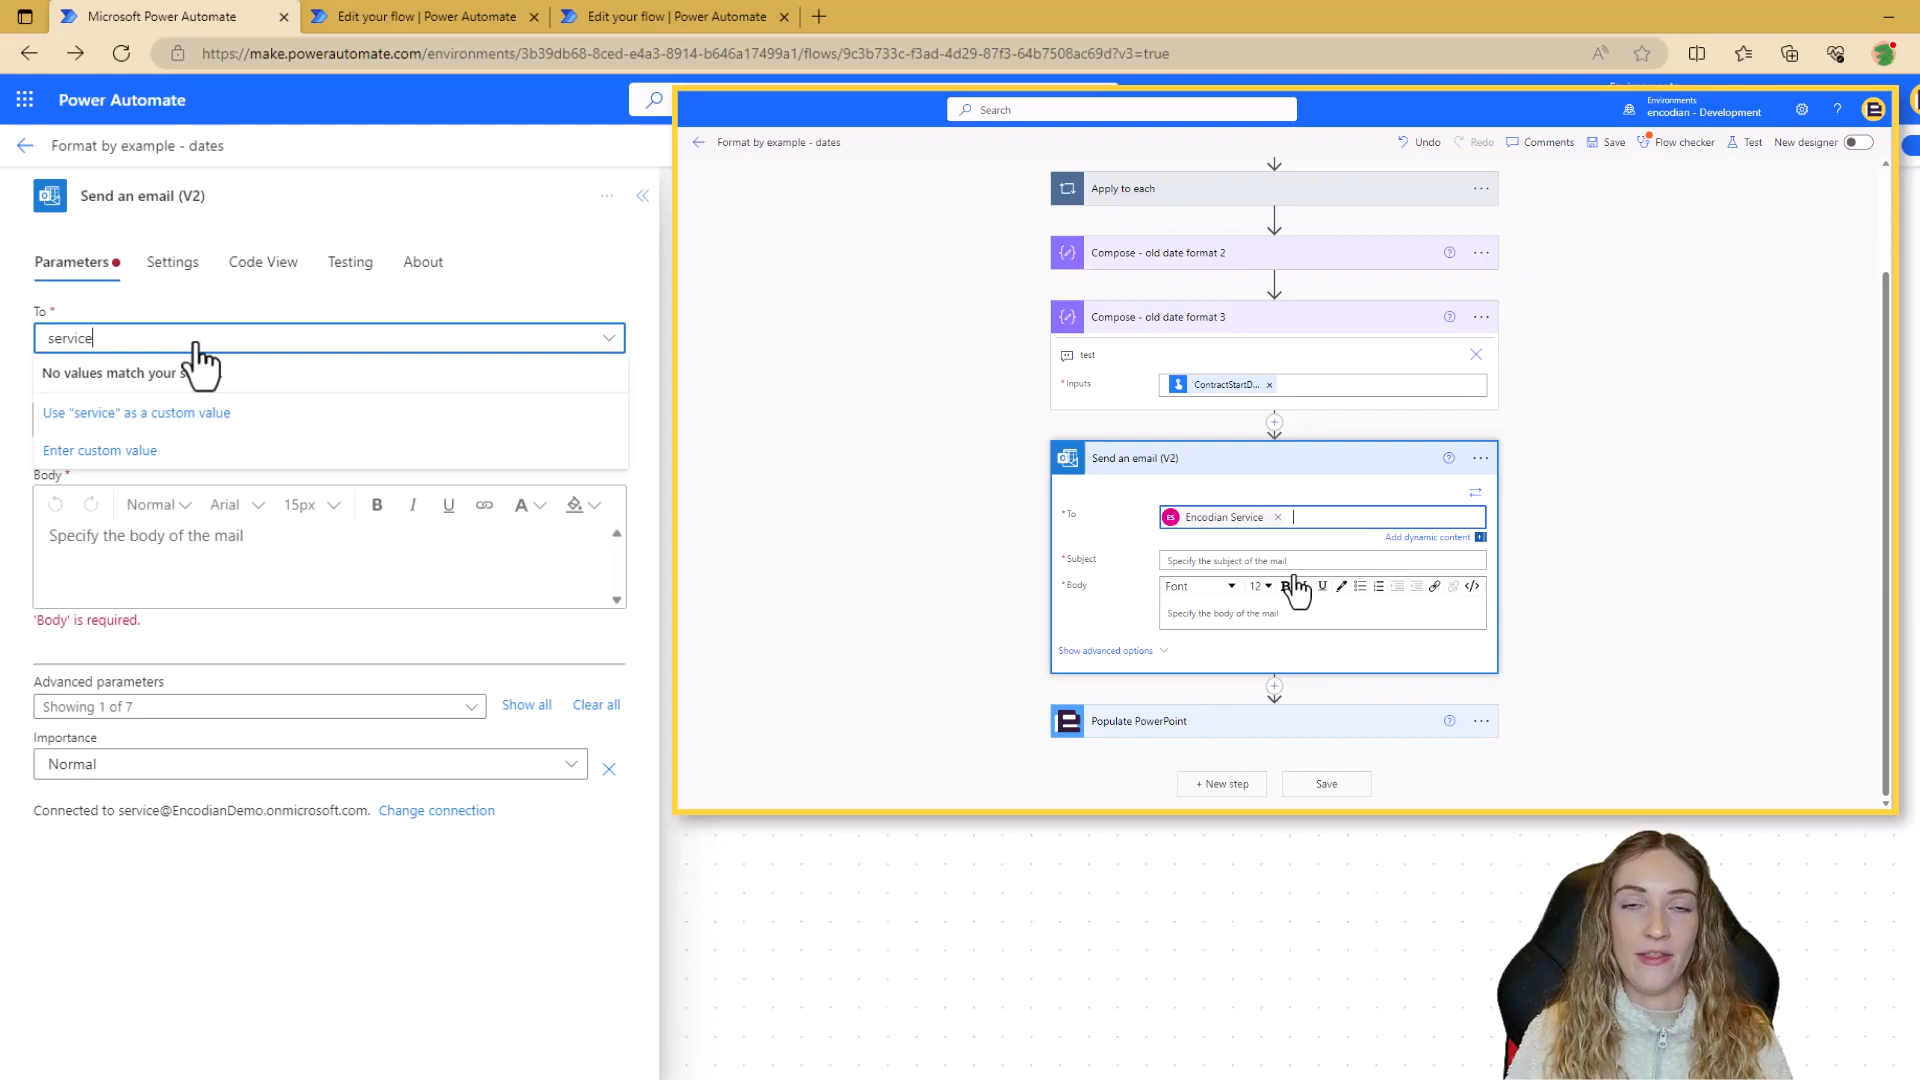 Microsoft Power Automate
Edit your flow | Power Automate
Edit your flow | Power Automate
https://make.powerautomate.com/environments/3b39db68-8ced-e4a3-8914-b646a17499a1/flows/9c3b733c-f3ad-4d29-87f3-64b7508ac69d?v3=true
Power Automate
Format by example - dates
Send an email (V2)
Parameters
Settings
Code View
Testing
About
To *
service
No values match your
Use "service" as a custom value
Enter custom value
Body *
Normal
Arial
15px
B I U A
Specify the body of the mail
'Body' is required.
Advanced parameters
Showing 1 of 7
Show all
Clear all
Importance
Normal
Connected to service@EncodianDemo.onmicrosoft.com. Change connection
Search
Environments
encodian - Development
Format by example - dates
Undo
Redo
Comments
Save
Flow checker
Test
New designer
Apply to each
Compose - old date format 2
Compose - old date format 3
test
* Inputs
ContractStartD... ×
Send an email (V2)
* To
ES Encodian Service ×
Add dynamic content
* Subject
Specify the subject of the mail
* Body
Font
12
Specify the body of the mail
Show advanced options
Populate PowerPoint
+ New step
Save